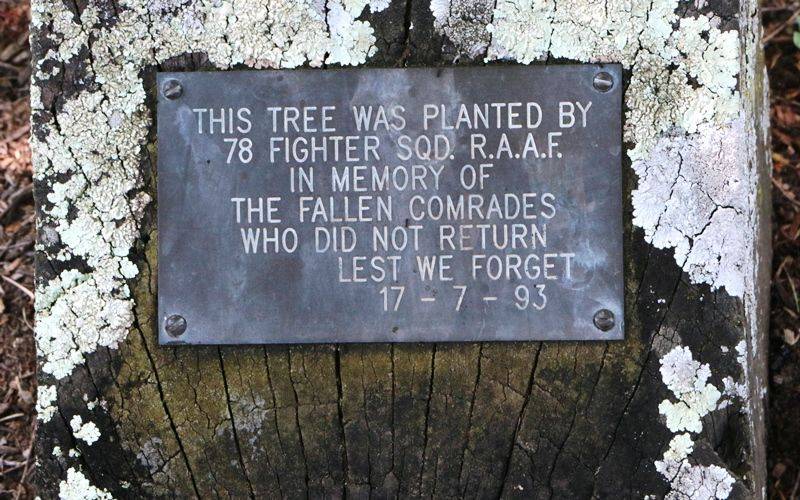 THIS TREE WAS PLANTED BY
78 FIGHTER SQD. R.A.A.F.
IN MEMORY OF
THE FALLEN COMRADES
WHO DID NOT RETURN
LEST WE FORGET
17 - 7 - 93